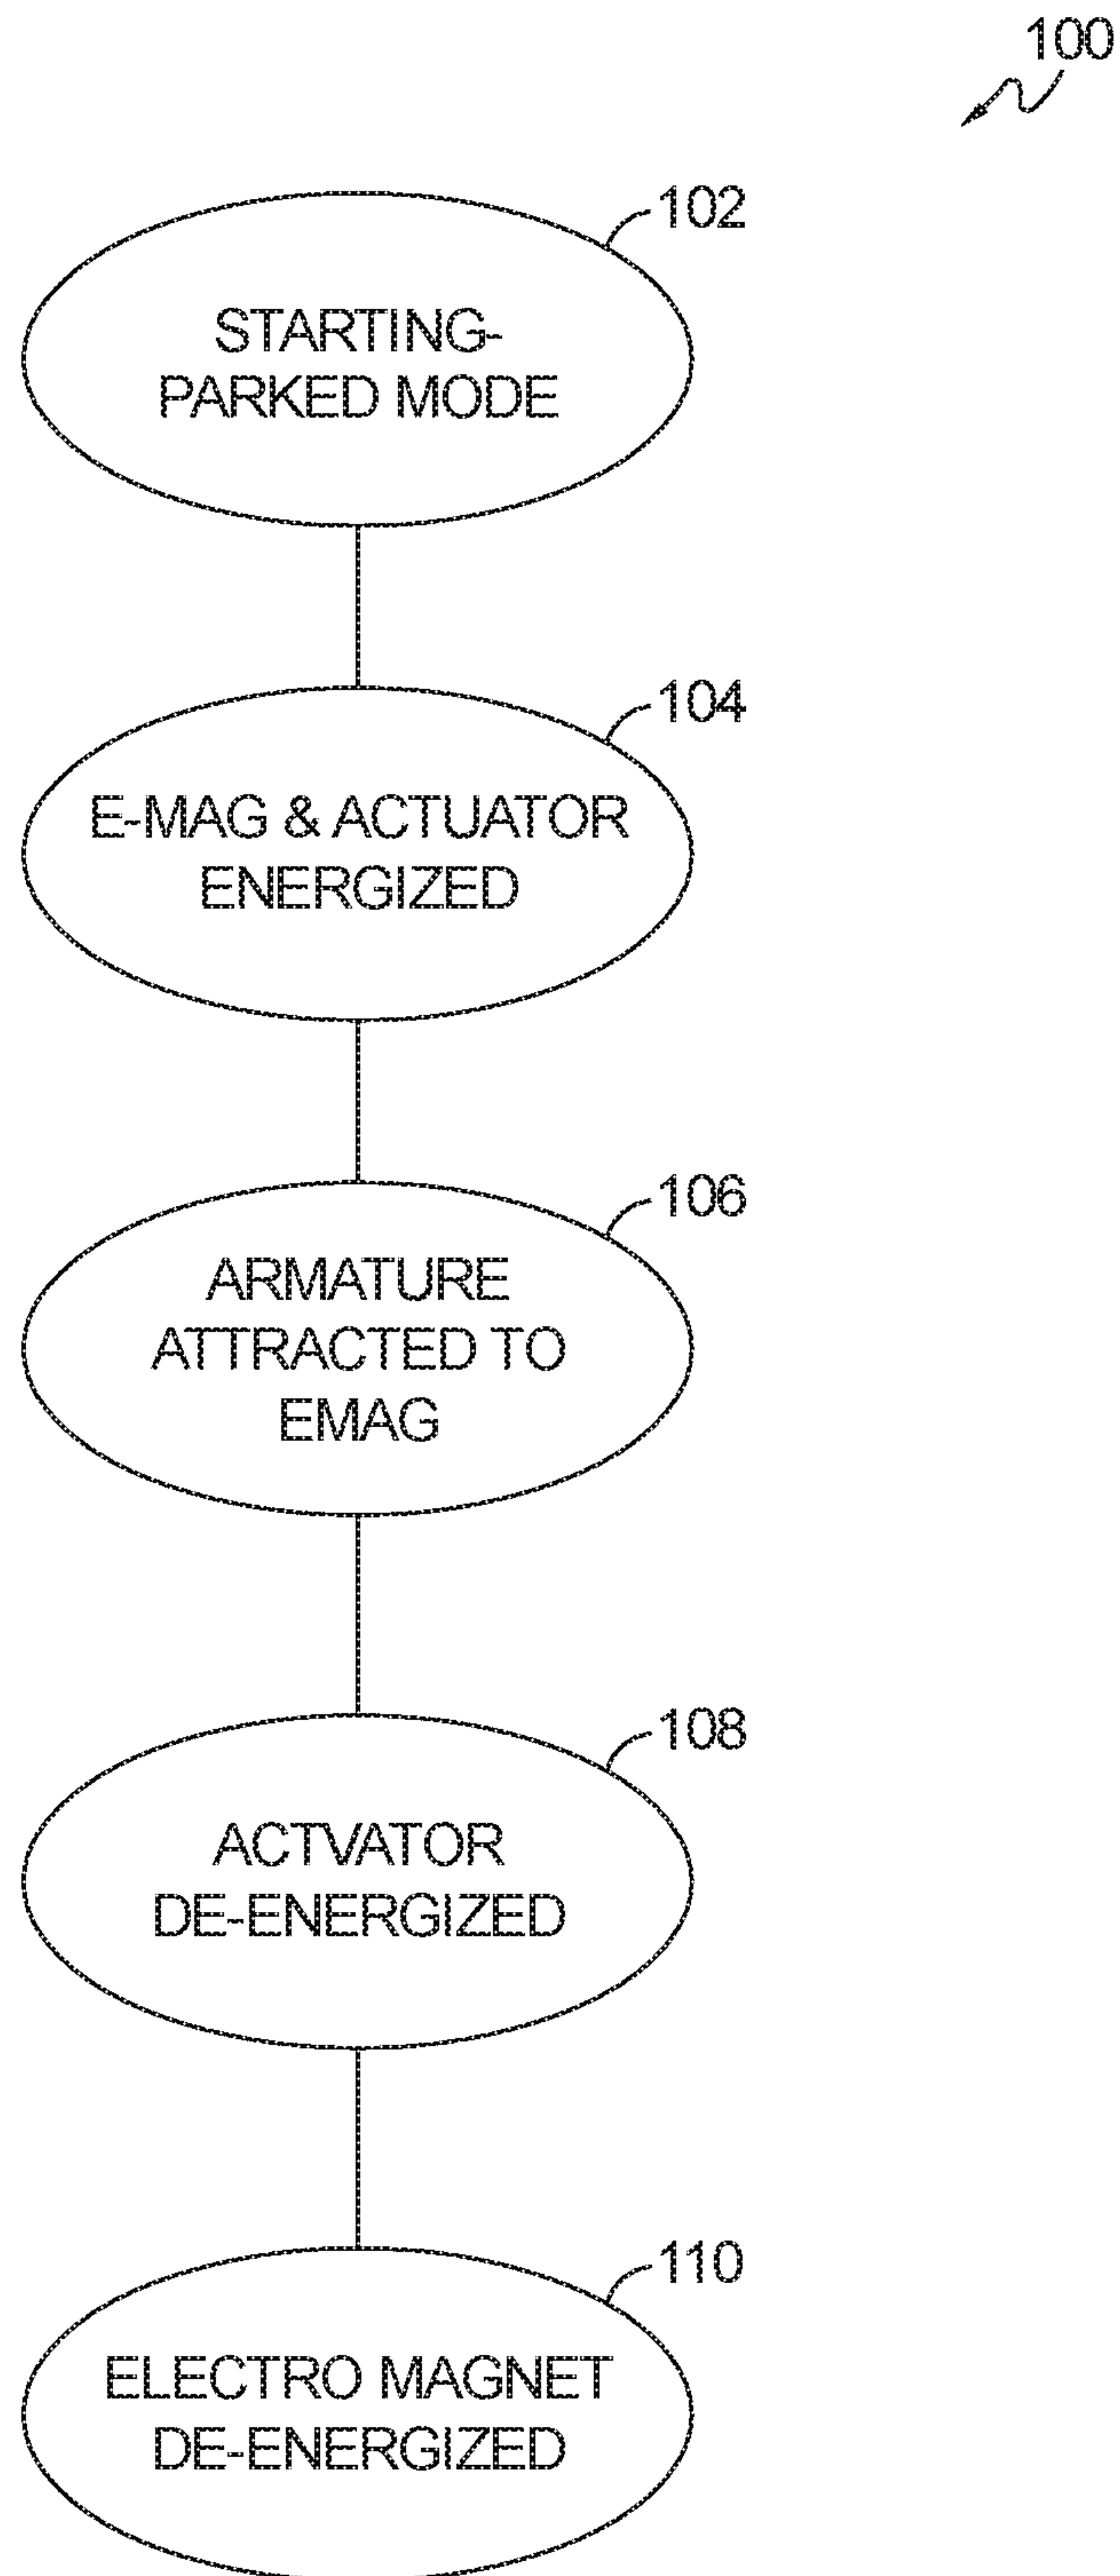 100
102
STARTING-
PARKED MODE
104
E-MAG & ACTUATOR
ENERGIZED
106
ARMATURE
ATTRACTED TO
EMAG
108
ACTVATOR
DE-ENERGIZED
110
ELECTRO MAGNET
DE-ENERGIZED